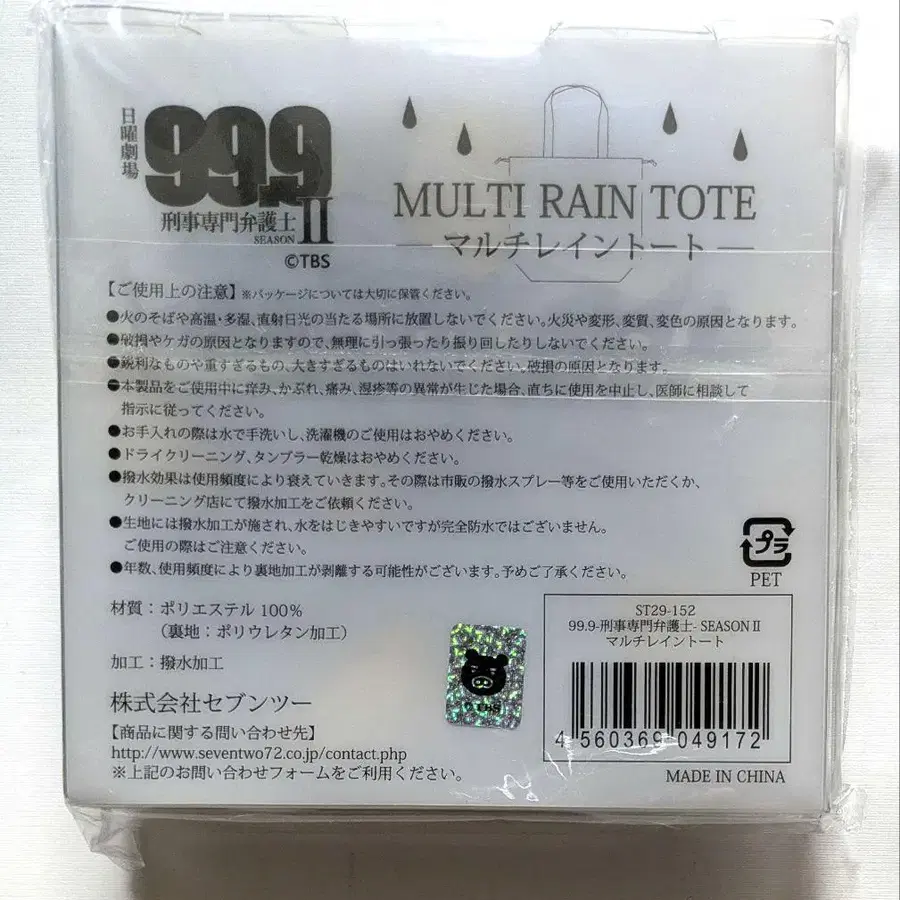 日曜劇場
99.9
刑事専門弁護士
SEASON II
©TBS
MULTI RAIN TOTE
マルチレイントート
【ご使用上の注意】※パッケージについては大切に保管ください。
●火のそばや高温・多湿、直射日光の当たる場所に放置しないでください。火災や変形、変質、変色の原因となります。
●破損やケガの原因となりますので、無理に引っ張ったり振り回したりしないでください。
●鋭利なものや重すぎるもの、大きすぎるものはいれないでください。破損の原因となります。
●本製品をご使用中に痒み、かぶれ、痛み、湿疹等の異常が生じた場合、直ちに使用を中止し、医師に相談して
指示に従ってください。
●お手入れの際は水で手洗いし、洗濯機のご使用はおやめください。
●ドライクリーニング、タンブラー乾燥はおやめください。
●撥水効果は使用頻度により衰えていきます。その際は市販の撥水スプレー等をご使用いただくか、
クリーニング店にて撥水加工をご依頼ください。
●生地には撥水加工が施され、水をはじきやすいですが完全防水ではございません。
ご使用の際はご注意ください。
●年数、使用頻度により裏地加工が剥離する可能性がございます。予めご了承ください。
プラ
PET
材質：ポリエステル 100%
（裏地：ポリウレタン加工）
加工：撥水加工
株式会社セブンツー
【商品に関する問い合わせ先】
http://www.seventwo72.co.jp/contact.php
※上記のお問い合わせフォームをご利用ください。
ST29-152
99.9-刑事専門弁護士- SEASON II
マルチレイントート
4 560369 049172
MADE IN CHINA